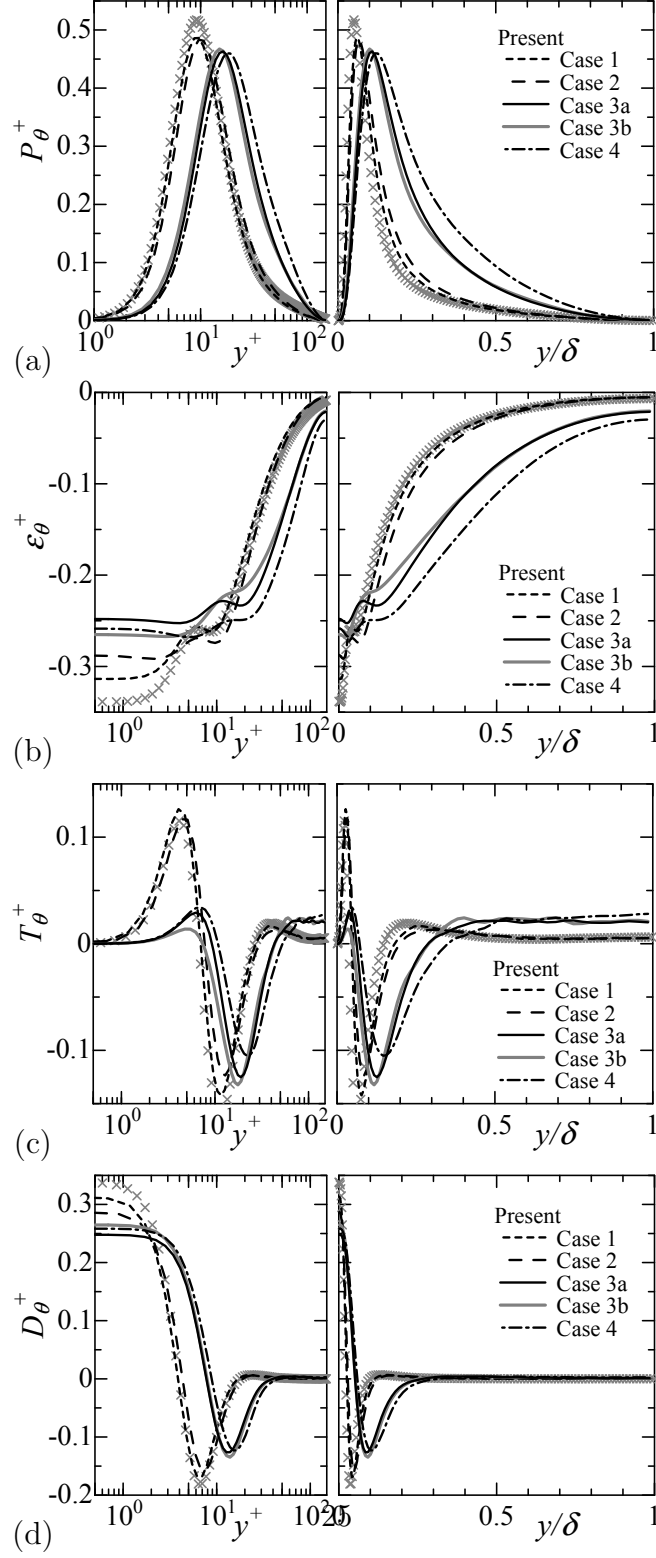 0.5
0.4
0.3
0.2
0.1
0
P_θ^+
10^0
10^1
y^+
10^2
Present
Case 1
Case 2
Case 3a
Case 3b
Case 4
0.5
y/δ
1
(a)
0
-0.1
-0.2
-0.3
ε_θ^+
10^0
10^1
y^+
10^2
Present
Case 1
Case 2
Case 3a
Case 3b
Case 4
0
0.5
y/δ
1
(b)
0.1
0
-0.1
T_θ^+
10^0
10^1
y^+
10^2
Present
Case 1
Case 2
Case 3a
Case 3b
Case 4
0
0.5
y/δ
1
(c)
0.3
0.2
0.1
0
-0.1
-0.2
D_θ^+
10^0
10^1
y^+
10^2
Present
Case 1
Case 2
Case 3a
Case 3b
Case 4
0.5
y/δ
1
(d)